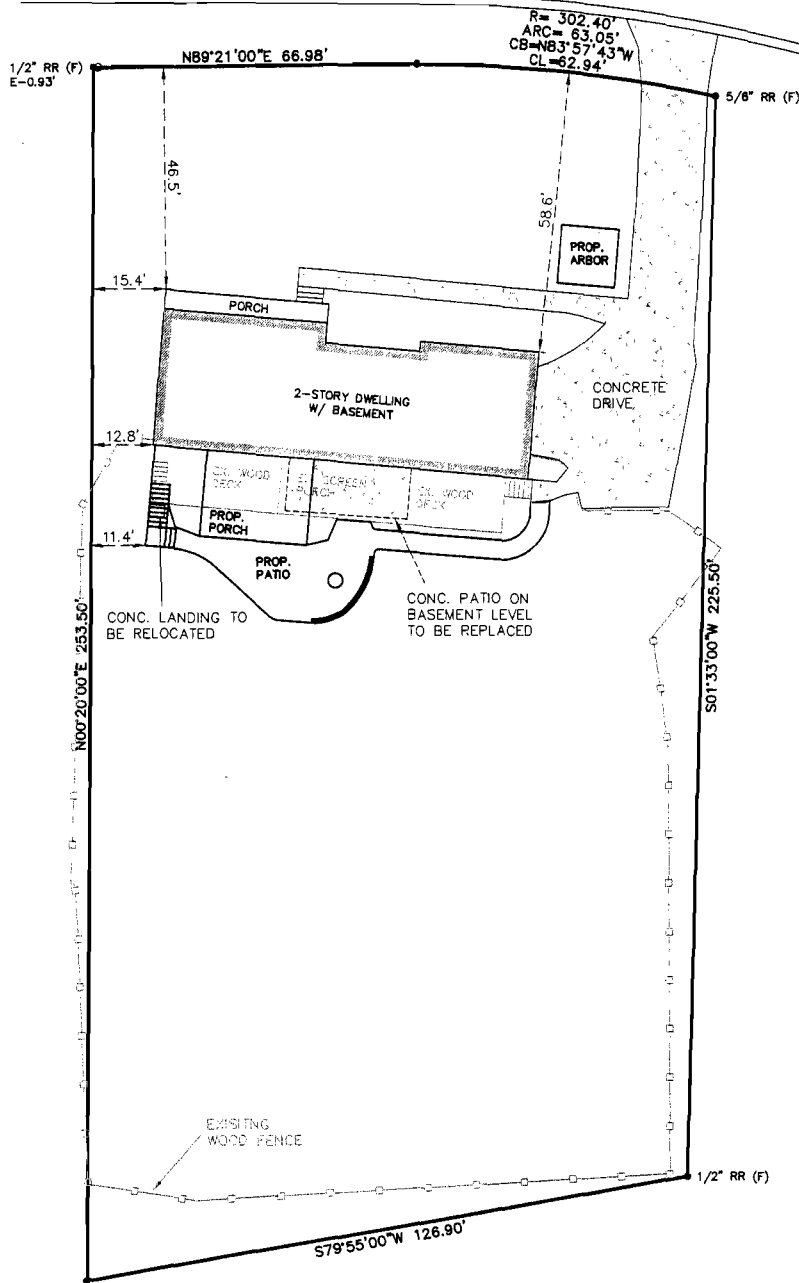 R= 302.40'
ARC= 63.05'
CB=N83°57'43"W
CL=62.94'
N89°21'00"E 66.98'
1/2" RR (F)
E-0.93'
5/6" RR (F)
46.5'
58.6'
PROP.
ARBOR
15.4'
PORCH
2-STORY DWELLING
W/ BASEMENT
CONCRETE
DRIVE
12.8'
EX. WOOD
DECK
SCREEN
PORCH
EX. WOOD
DECK
PROP.
PORCH
11.4'
PROP.
PATIO
CONC. LANDING TO
BE RELOCATED
CONC. PATIO ON
BASEMENT LEVEL
TO BE REPLACED
N00°20'00"E 253.50'
S01°33'00"W 225.50'
EXISITNG
WOOD FENCE
1/2" RR (F)
S79°55'00"W 126.90'